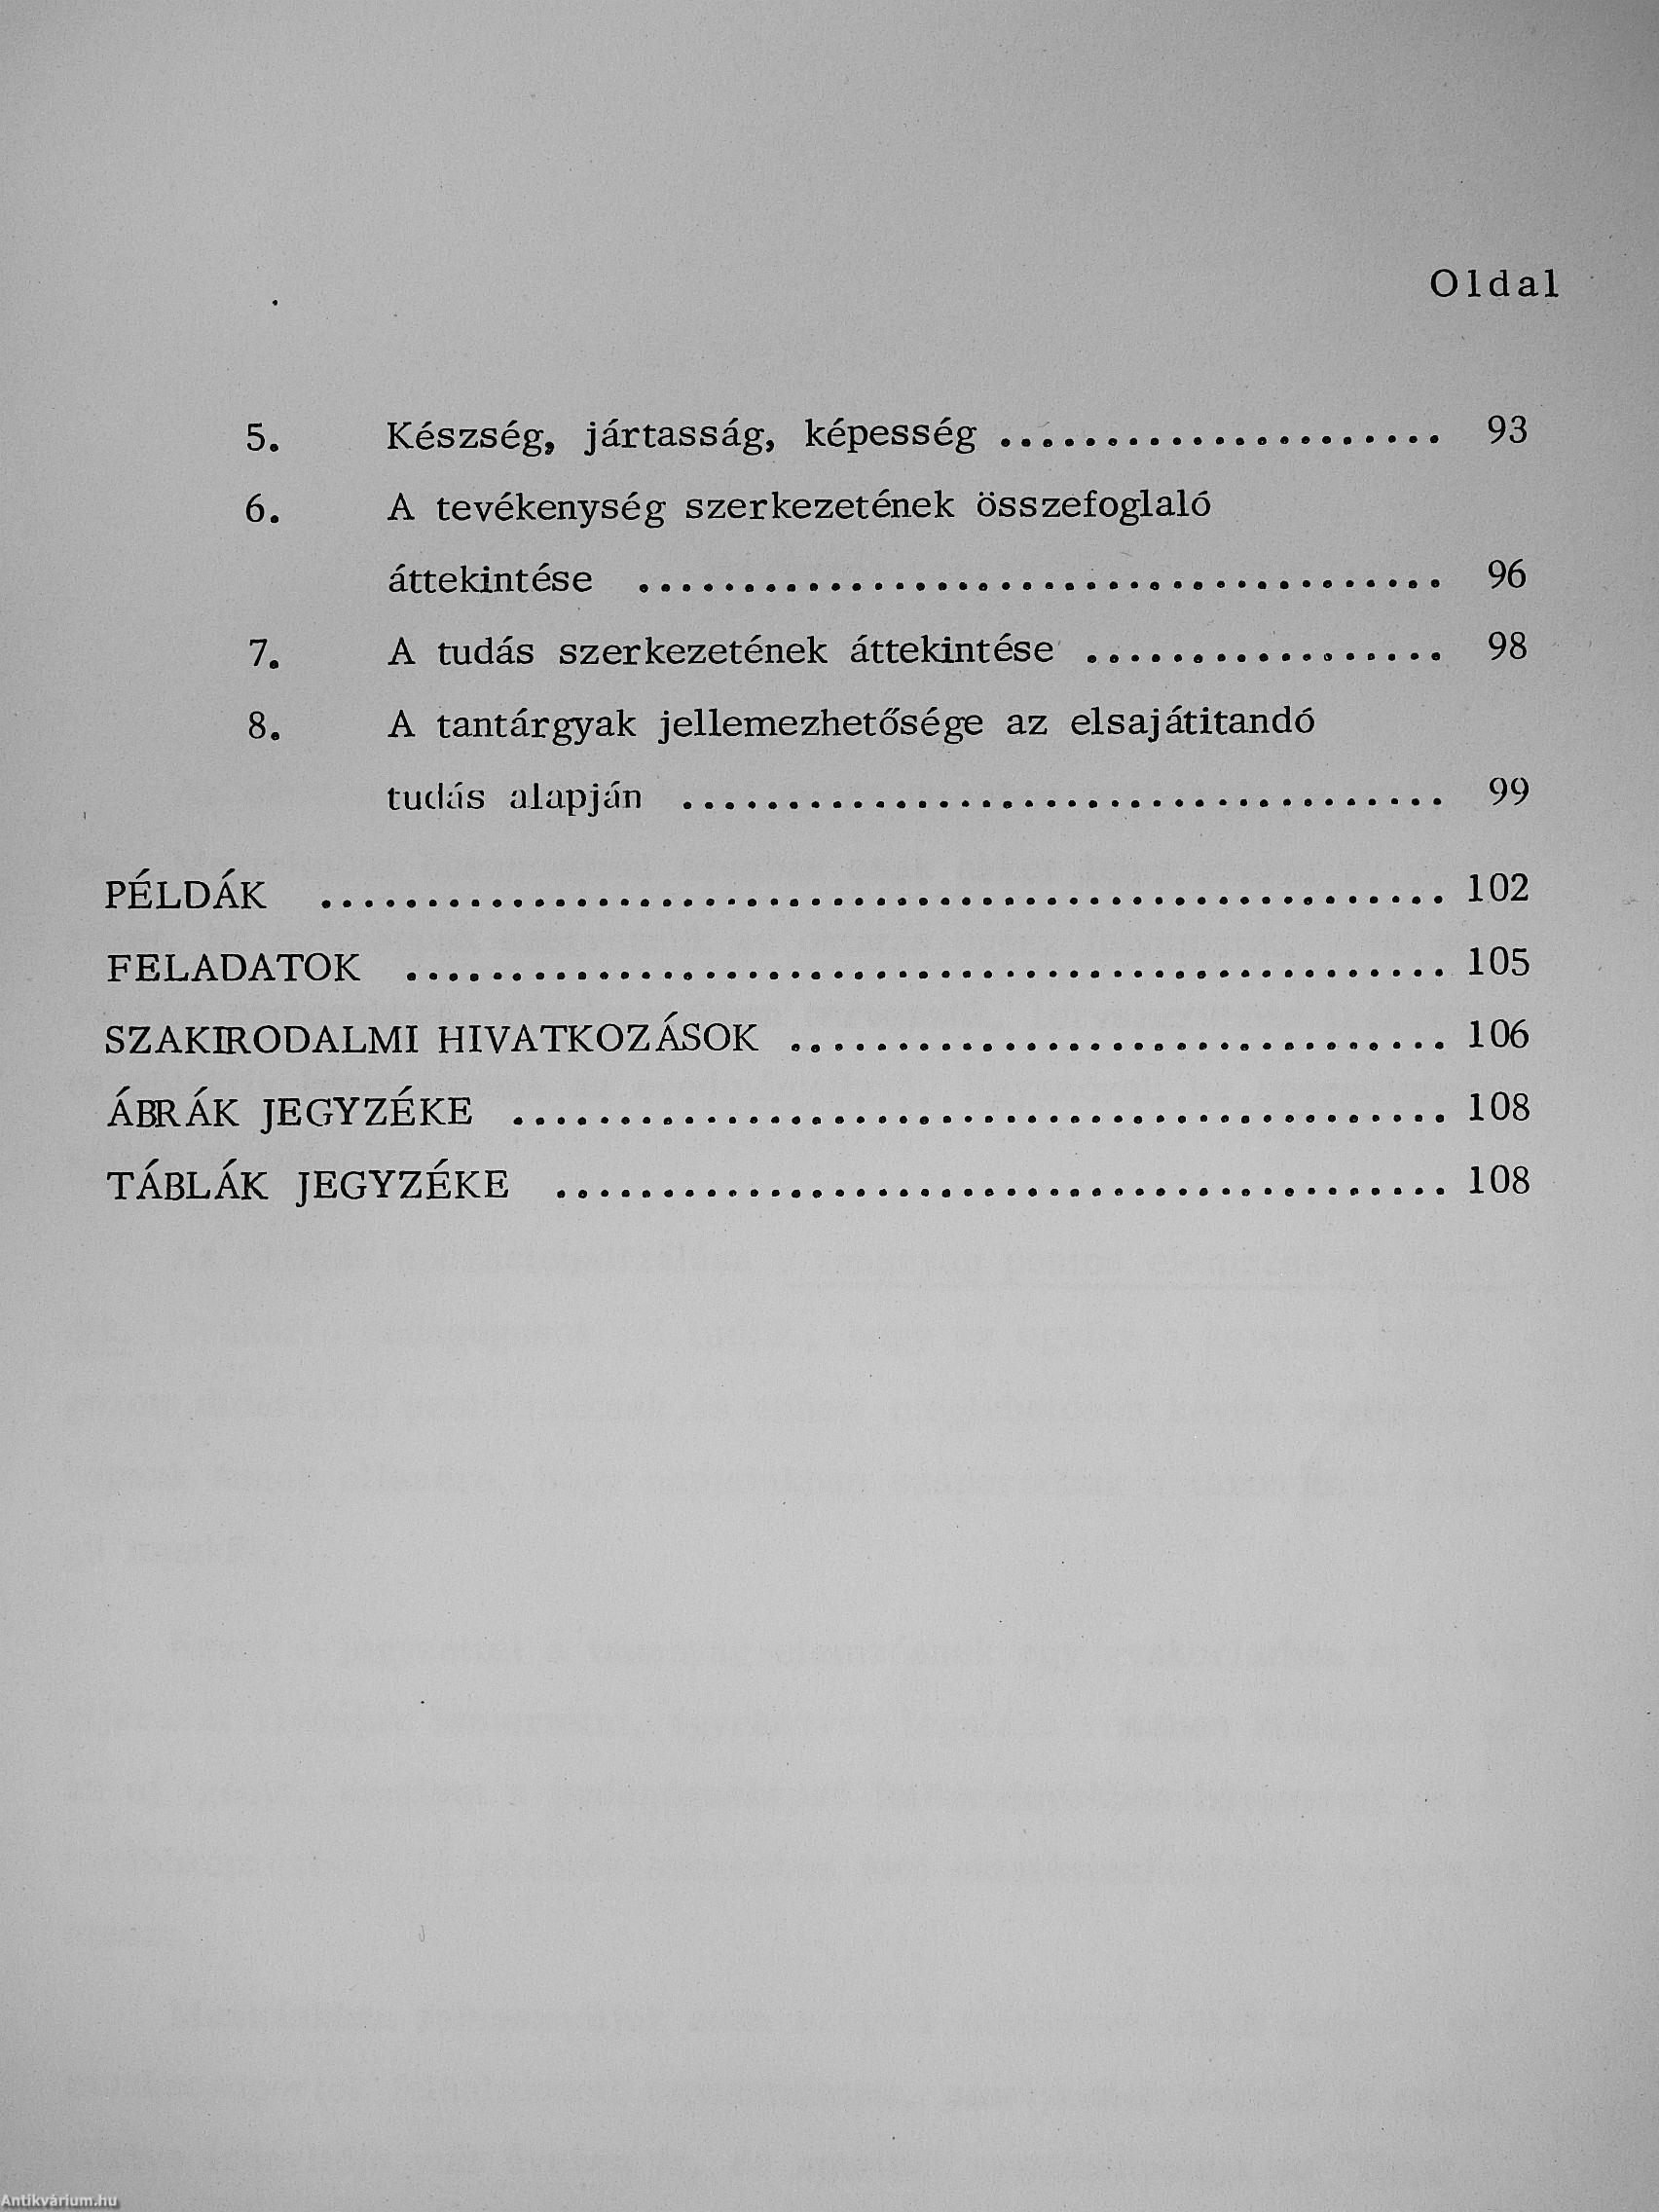 Oldal
5. Készség, jártasság, képesség ..................... 93
6. A tevékenység szerkezetének összefoglaló
áttekintése ...................................... 96
7. A tudás szerkezetének áttekintése ................. 98
8. A tantárgyak jellemezhetősége az elsajátitandó
tudás alapján .................................... 99
PÉLDÁK ..................................................... 102
FELADATOK ................................................. 105
SZAKIRODALMI HIVATKOZÁSOK ............................... 106
ÁBRÁK JEGYZÉKE ............................................ 108
TÁBLÁK JEGYZÉKE .......................................... 108
Antikvárium.hu